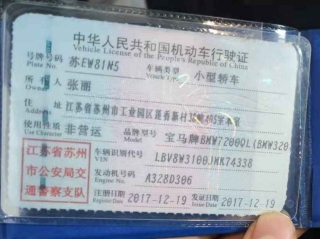 中华人民共和国机动车行驶证
Vehicle License of the People's Republic of China
号牌号码 苏EW81N5 车辆类型 小型轿车
Plate No. Vehicle Type
所有人 张丽
Owner
住址 江苏省苏州市工业园区莲香新村
Address
使用性质 非营运 品牌型号 宝马牌BMW7200QL(BMW320
Use Character Model
江苏省苏州 车辆识别代号 LBV8W3100JMK74338
市公安局交 VIN
通警察支队 发动机号码 A328D306
Engine No.
注册日期 2017-12-19 发证日期 2017-12-19
Register Date Issue Date